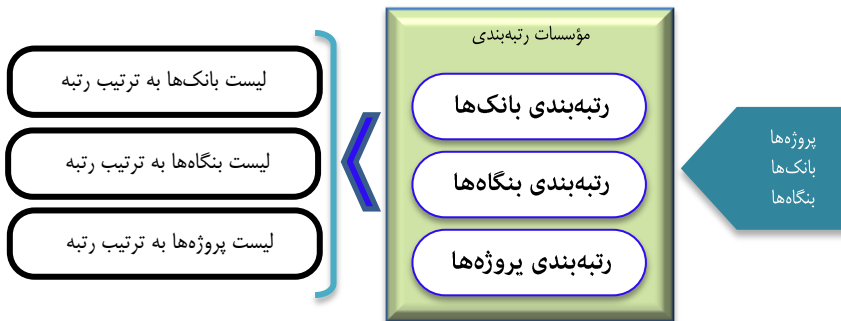 پروژه‌ها
بانک‌ها
بنگاه‌ها
مؤسسات رتبه‌بندی
رتبه‌بندی بانک‌ها
رتبه‌بندی بنگاه‌ها
رتبه‌بندی پروژه‌ها
لیست بانک‌ها به ترتیب رتبه
لیست بنگاه‌ها به ترتیب رتبه
لیست پروژه‌ها به ترتیب رتبه